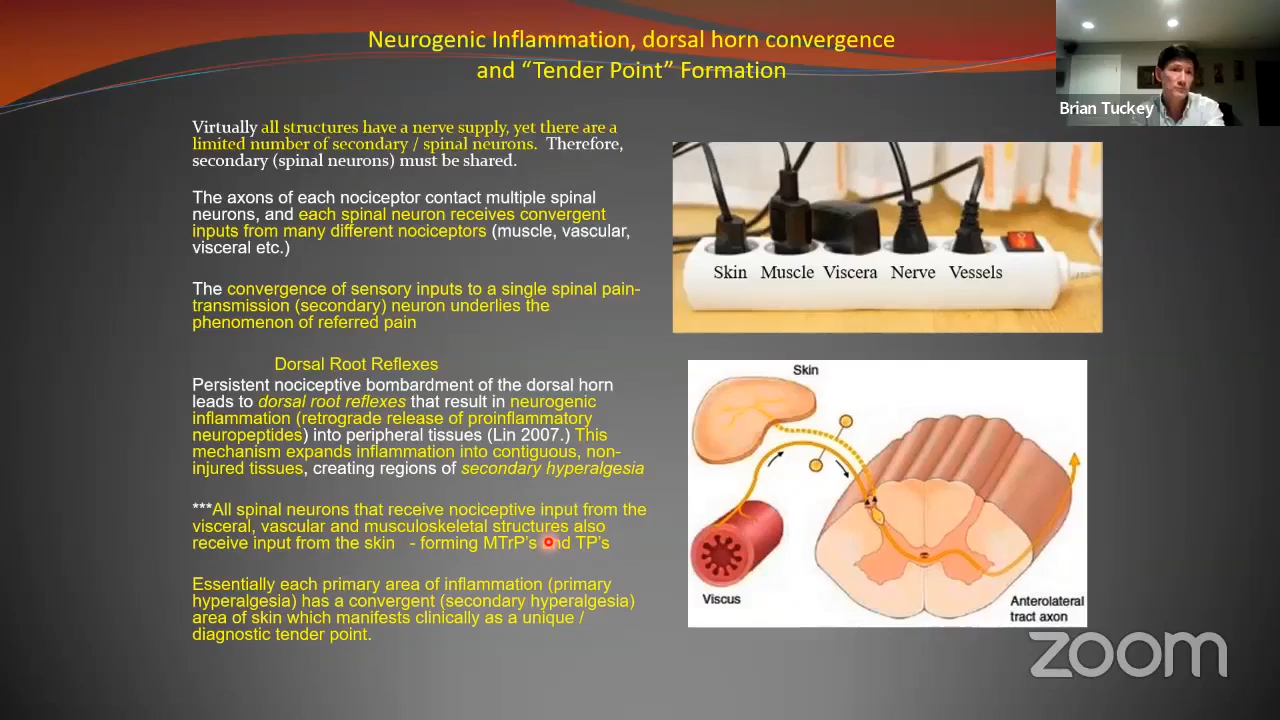 Neurogenic Inflammation, dorsal horn convergence
and “Tender Point” Formation
Brian Tuckey
Virtually all structures have a nerve supply, yet there are a
limited number of secondary / spinal neurons. Therefore,
secondary (spinal neurons) must be shared.
The axons of each nociceptor contact multiple spinal
neurons, and each spinal neuron receives convergent
inputs from many different nociceptors (muscle, vascular,
visceral etc.)
The convergence of sensory inputs to a single spinal pain-
transmission (secondary) neuron underlies the
phenomenon of referred pain
Dorsal Root Reflexes
Persistent nociceptive bombardment of the dorsal horn
leads to dorsal root reflexes that result in neurogenic
inflammation (retrograde release of proinflammatory
neuropeptides) into peripheral tissues (Lin 2007.) This
mechanism expands inflammation into contiguous, non-
injured tissues, creating regions of secondary hyperalgesia
***All spinal neurons that receive nociceptive input from the
visceral, vascular and musculoskeletal structures also
receive input from the skin - forming MTrP’s and TP’s
Essentially each primary area of inflammation (primary
hyperalgesia) has a convergent (secondary hyperalgesia)
area of skin which manifests clinically as a unique /
diagnostic tender point.
Skin Muscle Viscera Nerve Vessels
Skin
Viscus
Anterolateral
tract axon
zoom